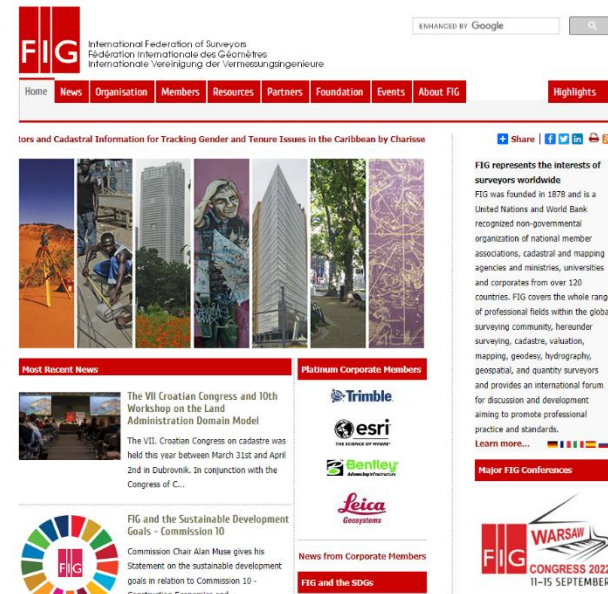 ENHANCED BY Google
FIG
International Federation of Surveyors
Fédération Internationale des Géomètres
Internationale Vereinigung der Vermessungsingenieure
Home News Organisation Members Resources Partners Foundation Events About FIG Highlights
tors and Cadastral Information for Tracking Gender and Tenure Issues in the Caribbean by Charisse
Share
Most Recent News
The VII Croatian Congress and 10th
Workshop on the Land
Administration Domain Model
The VII. Croatian Congress on cadastre was
held this year between March 31st and April
2nd in Dubrovnik. In conjunction with the
Congress of C...
FIG
FIG and the Sustainable Development
Goals - Commission 10
Commission Chair Alan Muse gives his
Statement on the sustainable development
goals in relation to Commission 10 -
Construction Economics and
Platinum Corporate Members
Trimble
esri
THE SCIENCE OF WHERE
Bentley
Advancing Infrastructure
Leica
Geosystems
News from Corporate Members
FIG and the SDGs
FIG represents the interests of
surveyors worldwide
FIG was founded in 1878 and is a
United Nations and World Bank
recognized non-governmental
organization of national member
associations, cadastral and mapping
agencies and ministries, universities
and corporates from over 120
countries. FIG covers the whole rang
of professional fields within the globa
surveying community, hereunder
surveying, cadastre, valuation,
mapping, geodesy, hydrography,
geospatial, and quantity surveyors
and provides an international forum
for discussion and development
aiming to promote professional
practice and standards.
Learn more...
Major FIG Conferences
FIG
WARSAW
CONGRESS 2022
11-15 SEPTEMBER